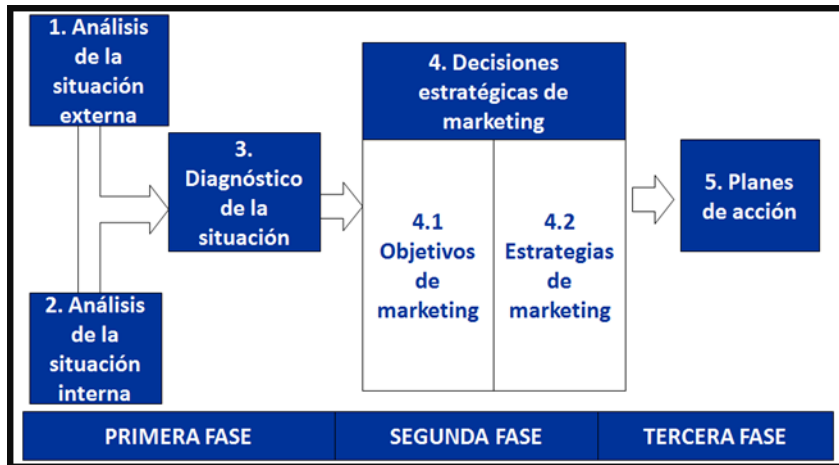 1. Análisis
de la
situación
externa
2. Análisis
de la
situación
interna
3.
Diagnóstico
de la
situación
4. Decisiones
estratégicas de
marketing
4.1
Objetivos
de
marketing
4.2
Estrategias
de
marketing
5. Planes
de acción
PRIMERA FASE
SEGUNDA FASE
TERCERA FASE